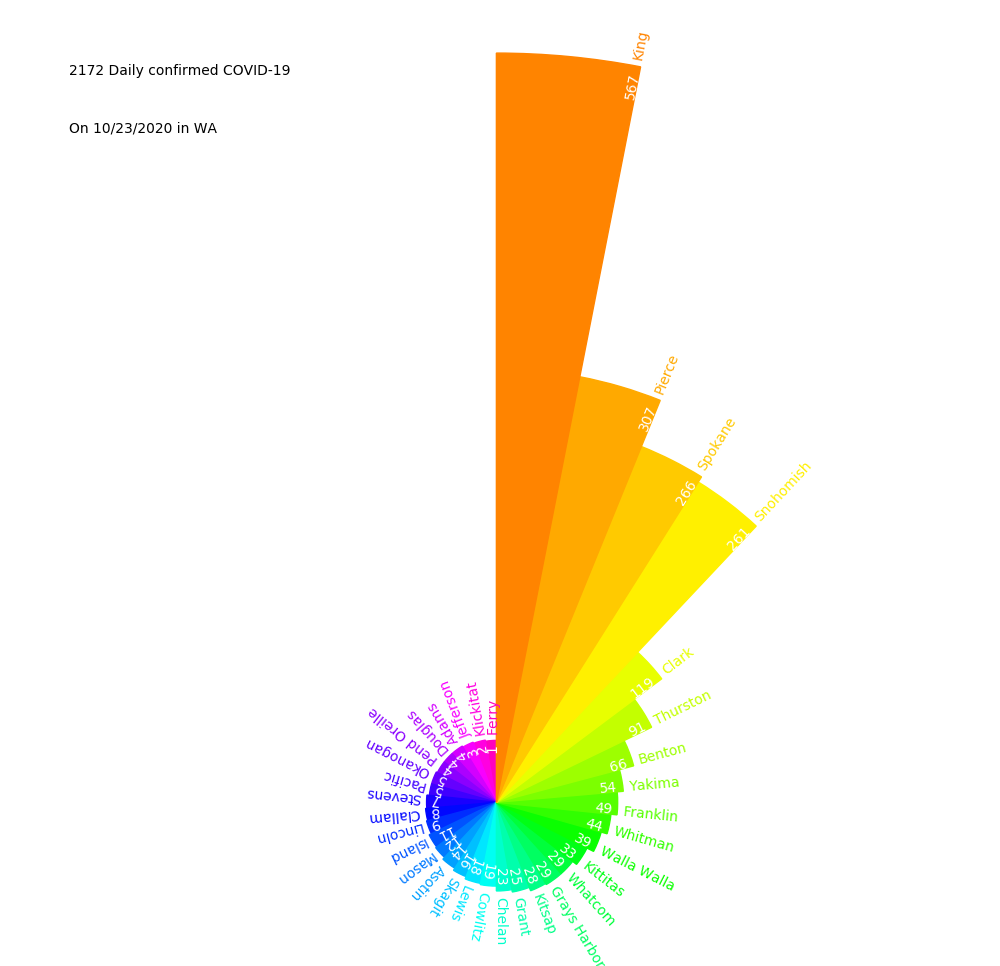 2172 Daily confirmed COVID-19
On 10/23/2020 in WA
King
567
Pierce
307
Spokane
266
Snohomish
261
Clark
119
Thurston
91
Benton
66
Yakima
54
Franklin
49
Whitman
44
Walla Walla
39
Kittitas
33
Whatcom
29
Grays Harbor
29
Kitsap
28
Grant
25
Chelan
23
Cowlitz
19
Lewis
18
Skagit
16
Asotin
14
Mason
12
Island
11
Lincoln
9
Clallam
8
Stevens
7
Pacific
5
Okanogan
5
Pend Oreille
4
Douglas
4
Adams
4
Jefferson
3
Klickitat
2
Ferry
1